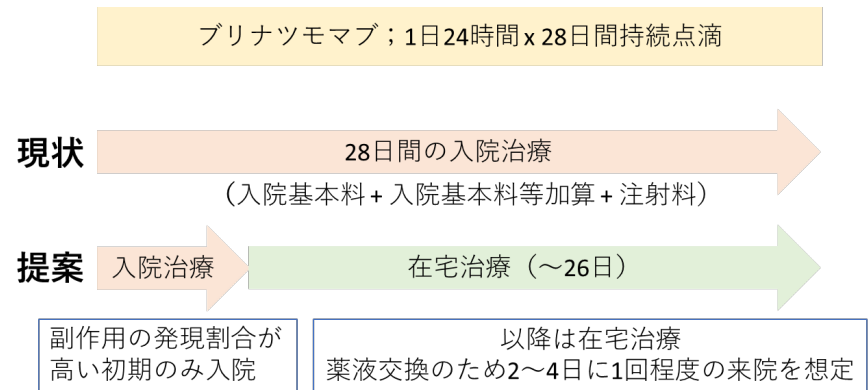 ブリナツモマブ；1日24時間 x 28日間持続点滴
現状
28日間の入院治療
（入院基本料 + 入院基本料等加算 + 注射料）
提案
入院治療
在宅治療（～26日）
副作用の発現割合が
高い初期のみ入院
以降は在宅治療
薬液交換のため2～4日に1回程度の来院を想定